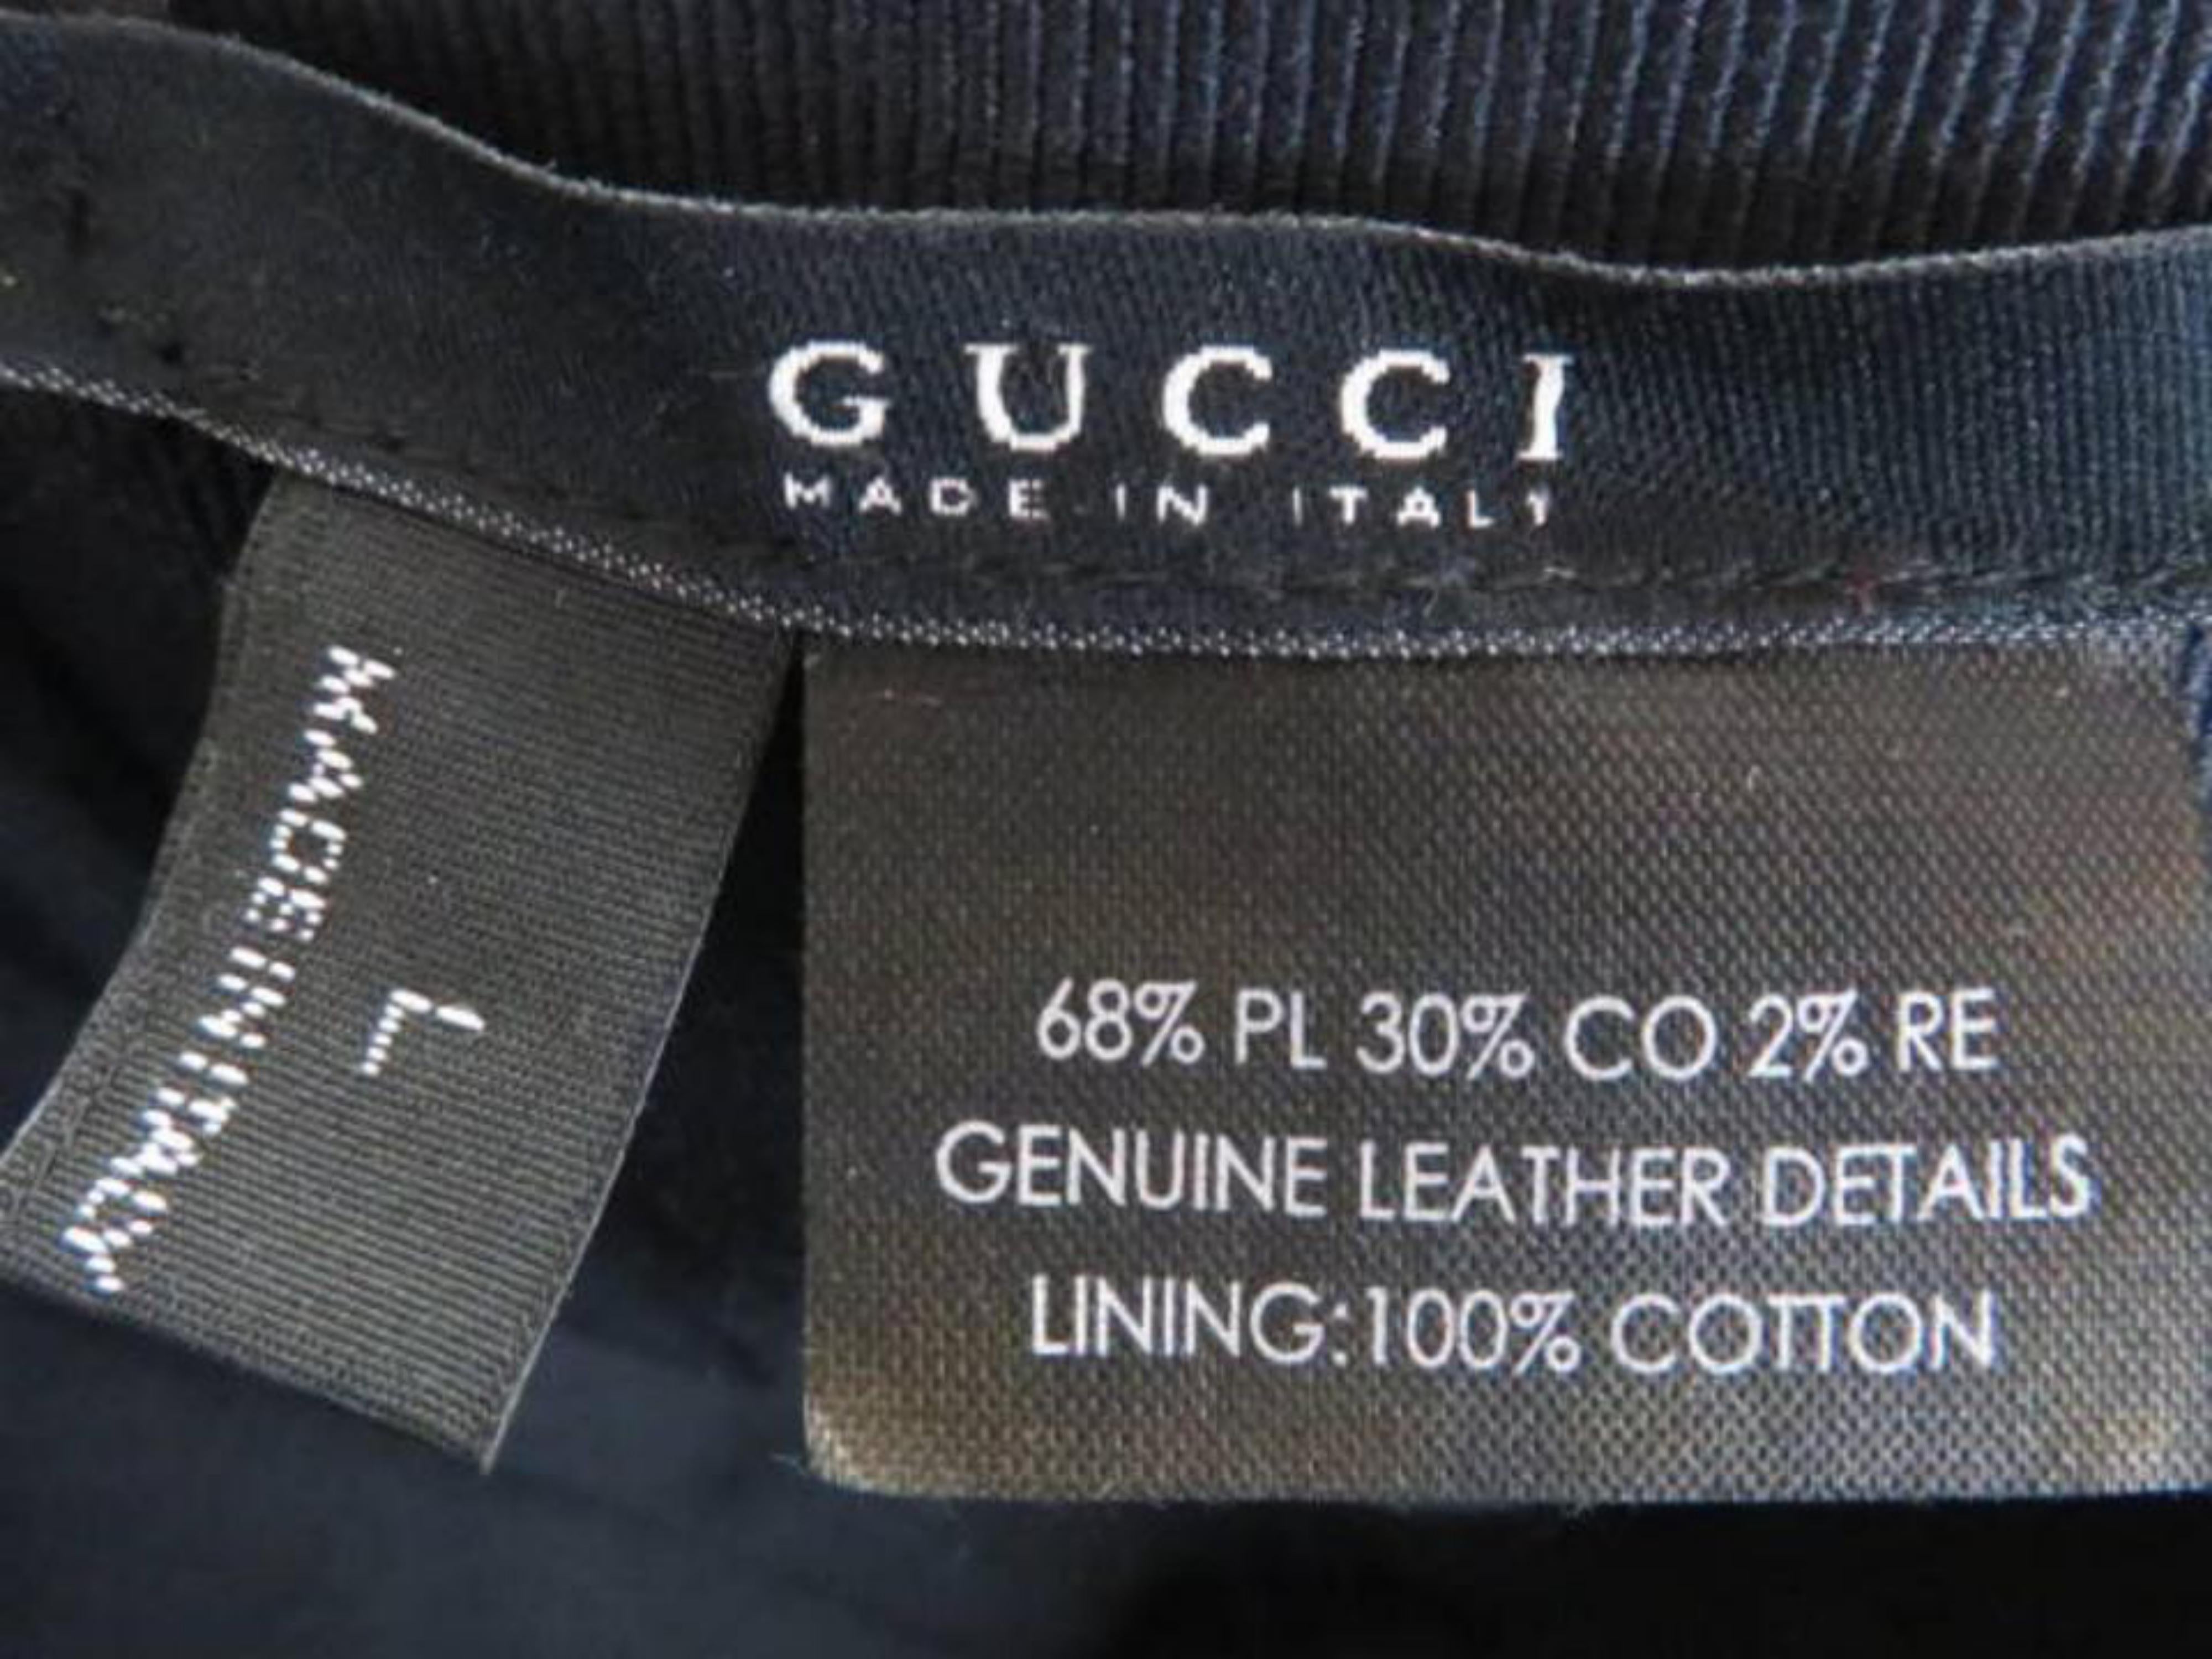 GUCCI
MADE IN ITALY
L
MADE IN ITALY
68% PL 30% CO 2% RE
GENUINE LEATHER DETAILS
LINING:100% COTTON